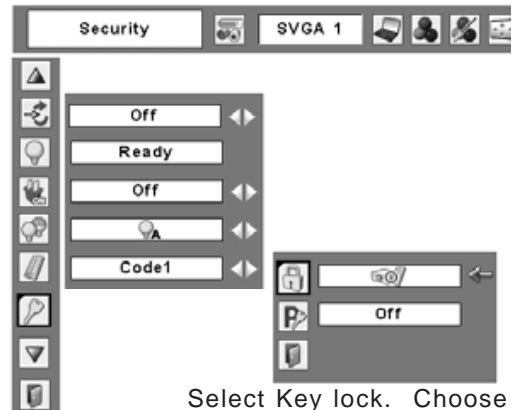 Security
SVGA 1
Off
Ready
Off
A
Code1
P
Off
Select Key lock. Choose